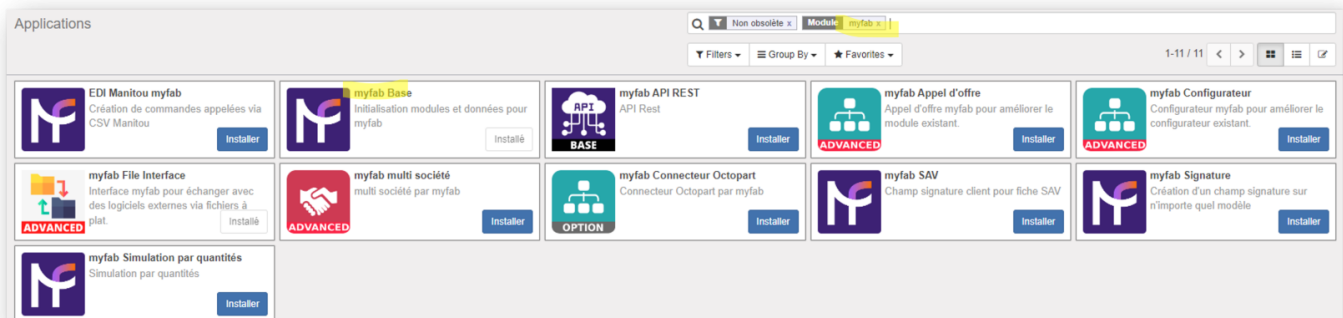 Applications
Non obsolète x Module myfab x
Filters Group By Favorites
1-11 / 11
EDI Manitou myfab
Création de commandes appelées via
CSV Manitou
Installer
myfab Base
Initialisation modules et données pour
myfab
Installé
API
BASE
myfab API REST
API Rest
Installer
ADVANCED
myfab Appel d'offre
Appel d'offre myfab pour améliorer le
module existant.
Installer
ADVANCED
myfab Configurateur
Configurateur myfab pour améliorer le
configurateur existant.
Installer
ADVANCED
myfab File Interface
Interface myfab pour échanger avec
des logiciels externes via fichiers à
plat.
Installé
ADVANCED
myfab multi société
multi société par myfab
Installer
OPTION
myfab Connecteur Octopart
Connecteur Octopart par myfab
Installer
myfab SAV
Champ signature client pour fiche SAV
Installer
myfab Signature
Création d'un champ signature sur
n'importe quel modèle
Installer
myfab Simulation par quantités
Simulation par quantités
Installer